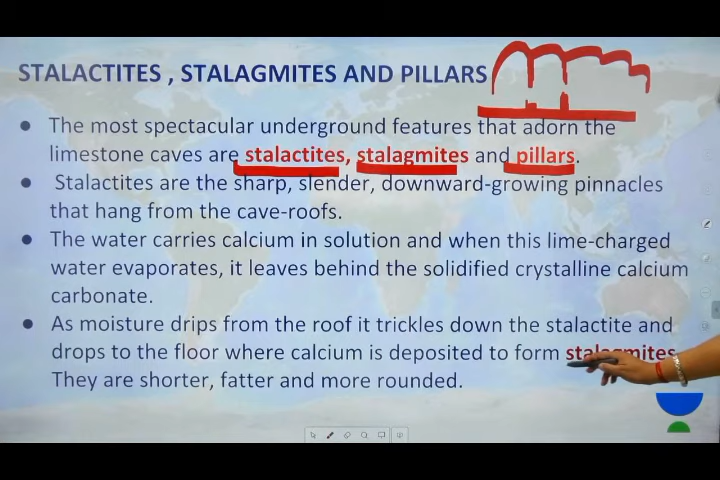 STALACTITES , STALAGMITES AND PILLARS
● The most spectacular underground features that adorn the
limestone caves are stalactites, stalagmites and pillars.
● Stalactites are the sharp, slender, downward-growing pinnacles
that hang from the cave-roofs.
● The water carries calcium in solution and when this lime-charged
water evaporates, it leaves behind the solidified crystalline calcium
carbonate.
● As moisture drips from the roof it trickles down the stalactite and
drops to the floor where calcium is deposited to form stalagmites.
They are shorter, fatter and more rounded.